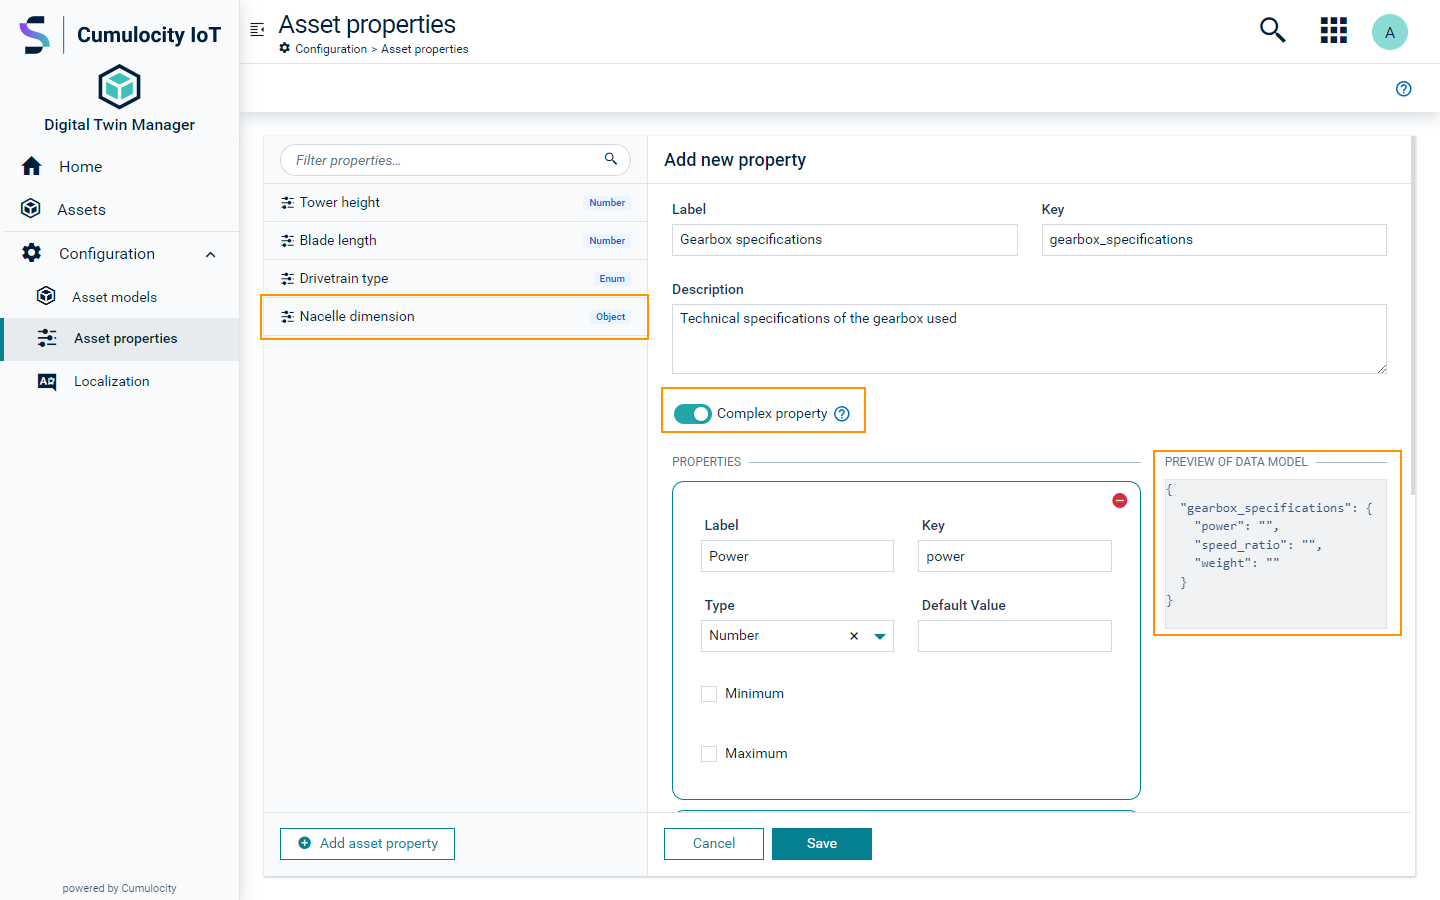 Cumulocity IoT
Digital Twin Manager
Home
Assets
Configuration
Asset models
Asset properties
Localization
powered by Cumulocity
Asset properties
Configuration > Asset properties
A
Filter properties...
Tower height Number
Blade length Number
Drivetrain type Enum
Nacelle dimension Object
Add asset property
Add new property
Label Key
Gearbox specifications gearbox_specifications
Description
Technical specifications of the gearbox used
Complex property
PROPERTIES
Label Key
Power power
Type Default Value
Number
Minimum
Maximum
PREVIEW OF DATA MODEL
{
"gearbox_specifications": {
"power": "",
"speed_ratio": "",
"weight": ""
}
}
Cancel Save